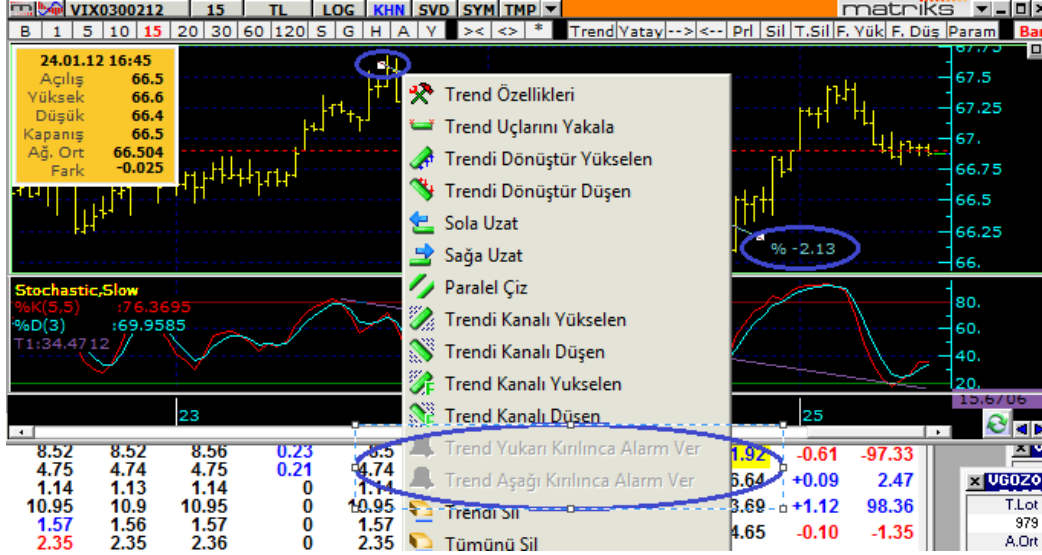 VIX0300212 15 TL LOG KHN SVD SYM TMP matriks
B 1 5 10 15 20 30 60 120 S G H A Y >< <> * Trend Yatay --> <-- Prl Sil T.Sil F. Yük F. Düş Param Bar
24.01.12 16:45
Açılış 66.5
Yüksek 66.6
Düşük 66.4
Kapanış 66.5
Ağ. Ort 66.504
Fark -0.025
67.75
67.5
67.25
67.
66.75
66.5
66.25
66.
% -2.13
Trend Özellikleri
Trend Uçlarını Yakala
Trendi Dönüştür Yükselen
Trendi Dönüştür Düşen
Sola Uzat
Sağa Uzat
Paralel Çiz
Trendi Kanalı Yükselen
Trendi Kanalı Düşen
Trend Kanalı Yukselen
Trend Kanalı Düşen
Trend Yukarı Kırılınca Alarm Ver
Trend Aşağı Kırılınca Alarm Ver
Trendi Sil
Tümünü Sil
Stochastic,Slow
%K(5,5) :76.3695
%D(3) :69.9585
T1:34.4712
80.
60.
40.
20.
15.6706
23 25
8.52 8.52 8.56 0.23 8.5 1.92 -0.61 -97.33
4.75 4.74 4.75 0.21 4.74 6.64 +0.09 2.47
1.14 1.13 1.14 0 1.14 3.69 +1.12 98.36
10.95 10.9 10.95 0 10.95 4.65 -0.10 -1.35
1.57 1.56 1.57 0 1.57
2.35 2.35 2.36 0 2.35
VGOZO
T.Lot
979
A.Ort